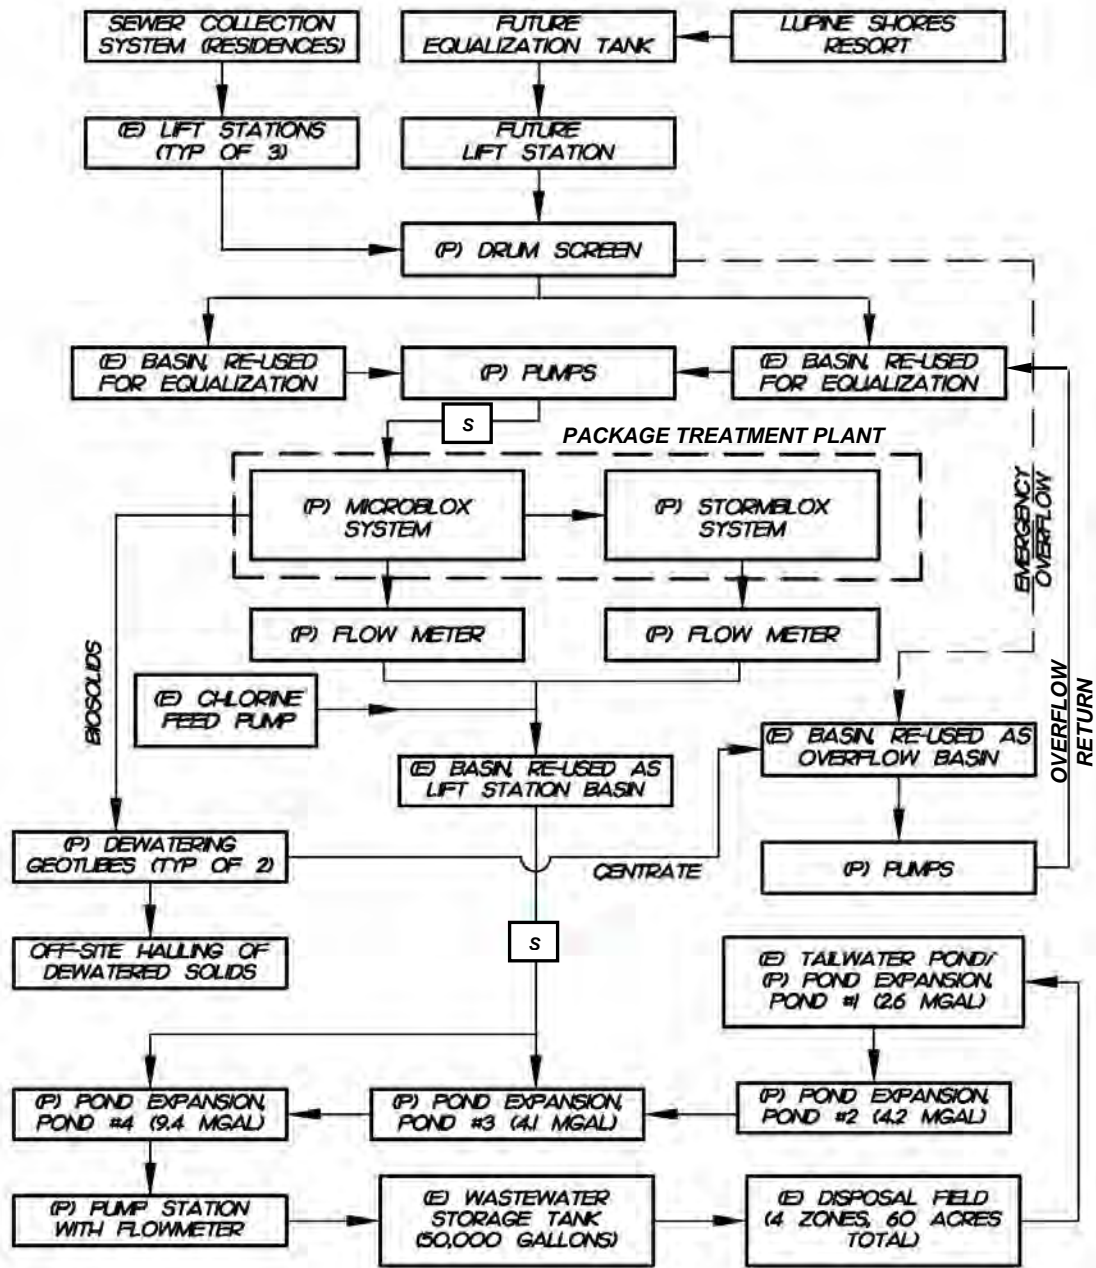 SEWER COLLECTION
SYSTEM (RESIDENCES)
FUTURE
EQUALIZATION TANK
LUPINE SHORES
RESORT
(E) LIFT STATIONS
(TYP OF 3)
FUTURE
LIFT STATION
(P) DRUM SCREEN
(E) BASIN, RE-USED
FOR EQUALIZATION
(P) PUMPS
(E) BASIN, RE-USED
FOR EQUALIZATION
S
PACKAGE TREATMENT PLANT
(P) MICROBLOX
SYSTEM
(P) STORMBLOX
SYSTEM
EMERGENCY
OVERFLOW
(P) FLOW METER
(P) FLOW METER
BIOSOLIDS
OVERFLOW
RETURN
(E) CHLORINE
FEED PUMP
(E) BASIN, RE-USED AS
LIFT STATION BASIN
(E) BASIN, RE-USED AS
OVERFLOW BASIN
(P) DEWATERING
GEOTUBES (TYP OF 2)
CENTRATE
(P) PUMPS
OFF-SITE HAULING OF
DEWATERED SOLIDS
S
(E) TAILWATER POND/
(P) POND EXPANSION,
POND #1 (2.6 MGAL)
(P) POND EXPANSION,
POND #4 (9.4 MGAL)
(P) POND EXPANSION,
POND #3 (4.1 MGAL)
(P) POND EXPANSION,
POND #2 (4.2 MGAL)
(P) PUMP STATION
WITH FLOWMETER
(E) WASTEWATER
STORAGE TANK
(50,000 GALLONS)
(E) DISPOSAL FIELD
(4 ZONES, 60 ACRES
TOTAL)